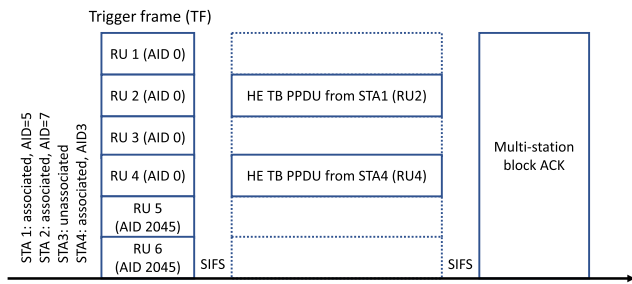 Trigger frame (TF)
STA 1: associated, AID=5
STA 2: associated, AID=7
STA3: unassociated
STA4: associated, AID3
RU 1 (AID 0)
RU 2 (AID 0)
RU 3 (AID 0)
RU 4 (AID 0)
RU 5
(AID 2045)
RU 6
(AID 2045)
SIFS
HE TB PPDU from STA1 (RU2)
HE TB PPDU from STA4 (RU4)
SIFS
Multi-station
block ACK